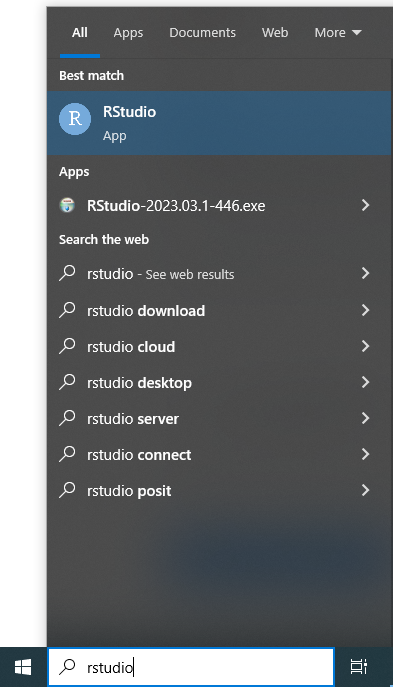 All Apps Documents Web More
Best match
R
RStudio
App
Apps
RStudio-2023.03.1-446.exe
Search the web
rstudio - See web results
rstudio download
rstudio cloud
rstudio desktop
rstudio server
rstudio connect
rstudio posit
rstudio